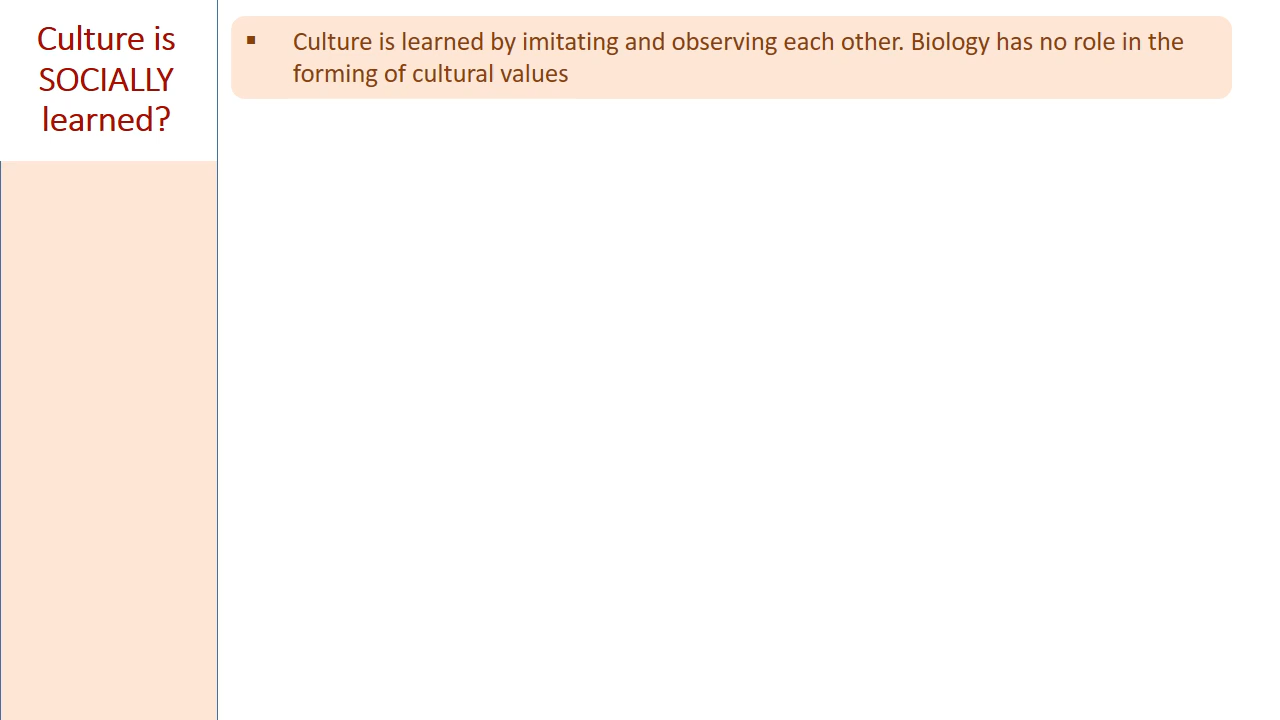 Culture is
SOCIALLY
learned?
▪ Culture is learned by imitating and observing each other. Biology has no role in the
forming of cultural values